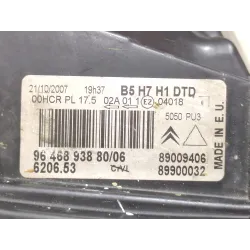 21/10/2007 19h37 B5 H7 H1 DTD
00HCR PL 17.5 02A 01 1 E2 04018
5050 PU3
MADE IN E.U.
96 468 938 80/06 89009406
6206.53 89900032